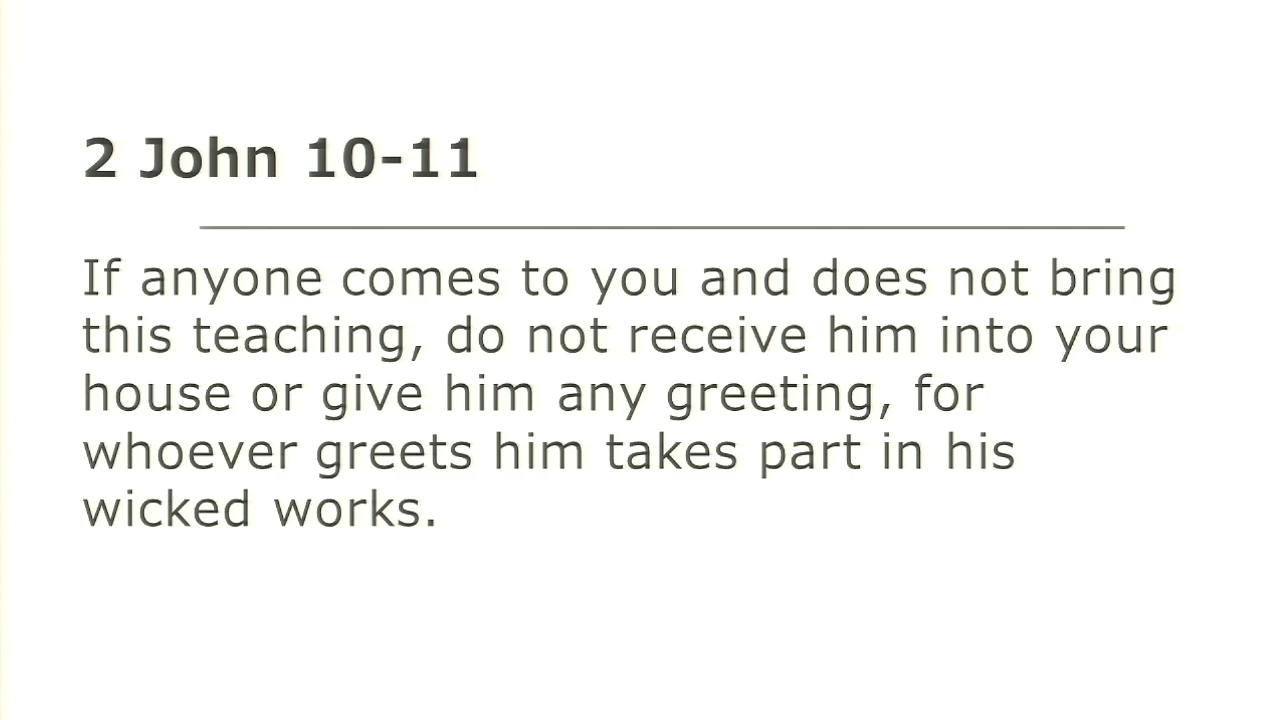 2 John 10-11
If anyone comes to you and does not bring
this teaching, do not receive him into your
house or give him any greeting, for
whoever greets him takes part in his
wicked works.